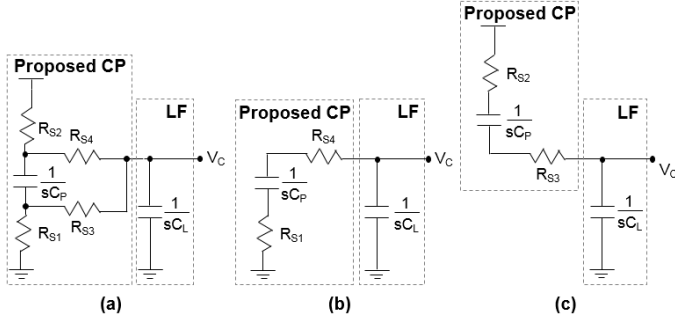 Proposed CP
LF
R_S2
R_S4
V_C
1
sC_P
1
sC_L
R_S3
R_S1
(a)
Proposed CP
LF
R_S4
V_C
1
sC_P
1
sC_L
R_S1
(b)
Proposed CP
R_S2
LF
1
sC_P
V_C
R_S3
1
sC_L
(c)